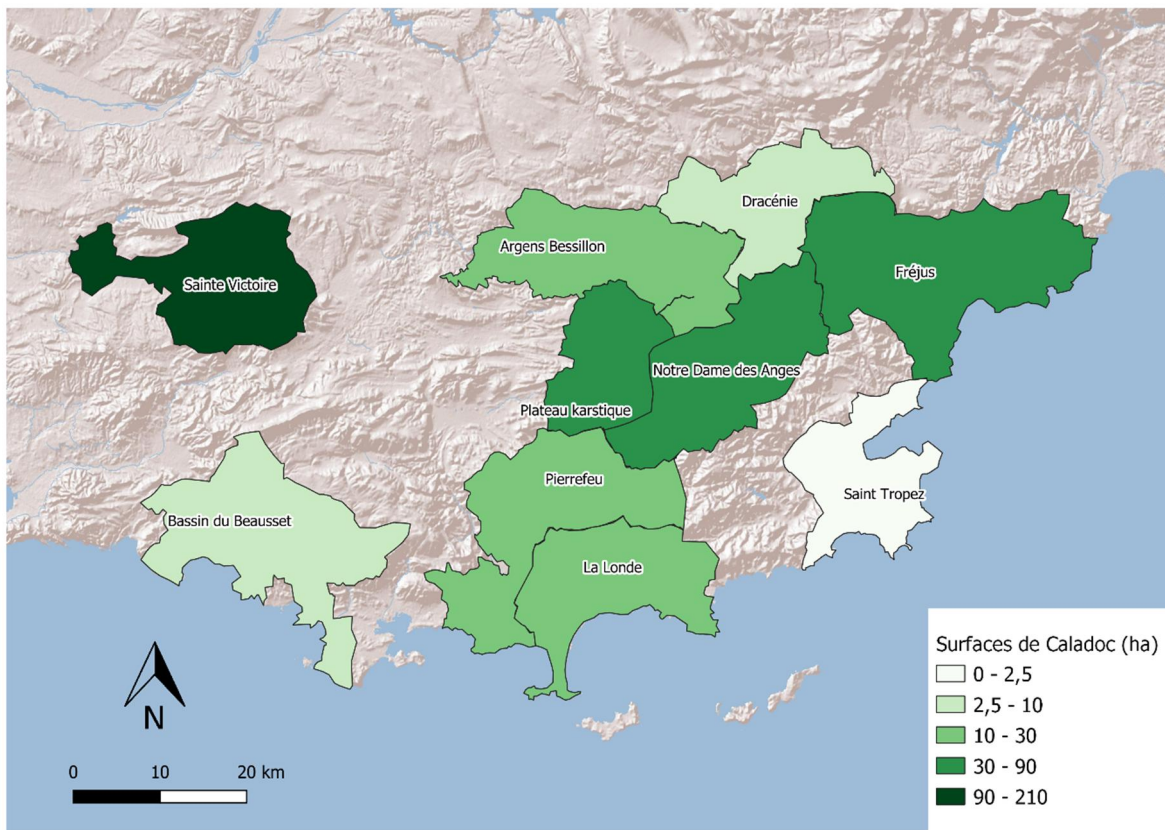 Dracénie
Argens Bessillon
Fréjus
Sainte Victoire
Notre Dame des Anges
Plateau karstique
Pierrefeu
Saint Tropez
Bassin du Beausset
La Londe
N
0 10 20 km
Surfaces de Caladoc (ha)
0 - 2,5
2,5 - 10
10 - 30
30 - 90
90 - 210